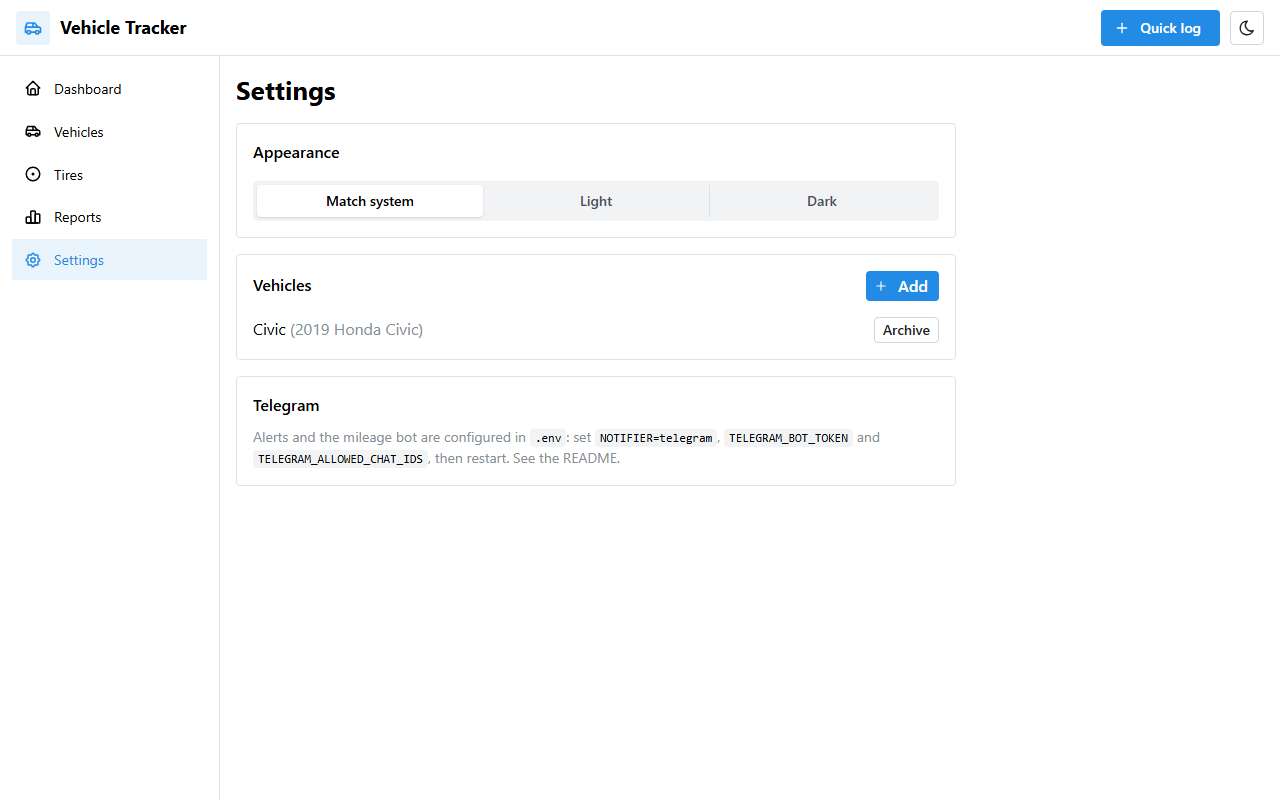 Vehicle Tracker
Quick log
Dashboard
Vehicles
Tires
Reports
Settings
Settings
Appearance
Match system
Light
Dark
Vehicles
Add
Civic (2019 Honda Civic)
Archive
Telegram
Alerts and the mileage bot are configured in .env: set NOTIFIER=telegram, TELEGRAM_BOT_TOKEN and
TELEGRAM_ALLOWED_CHAT_IDS, then restart. See the README.